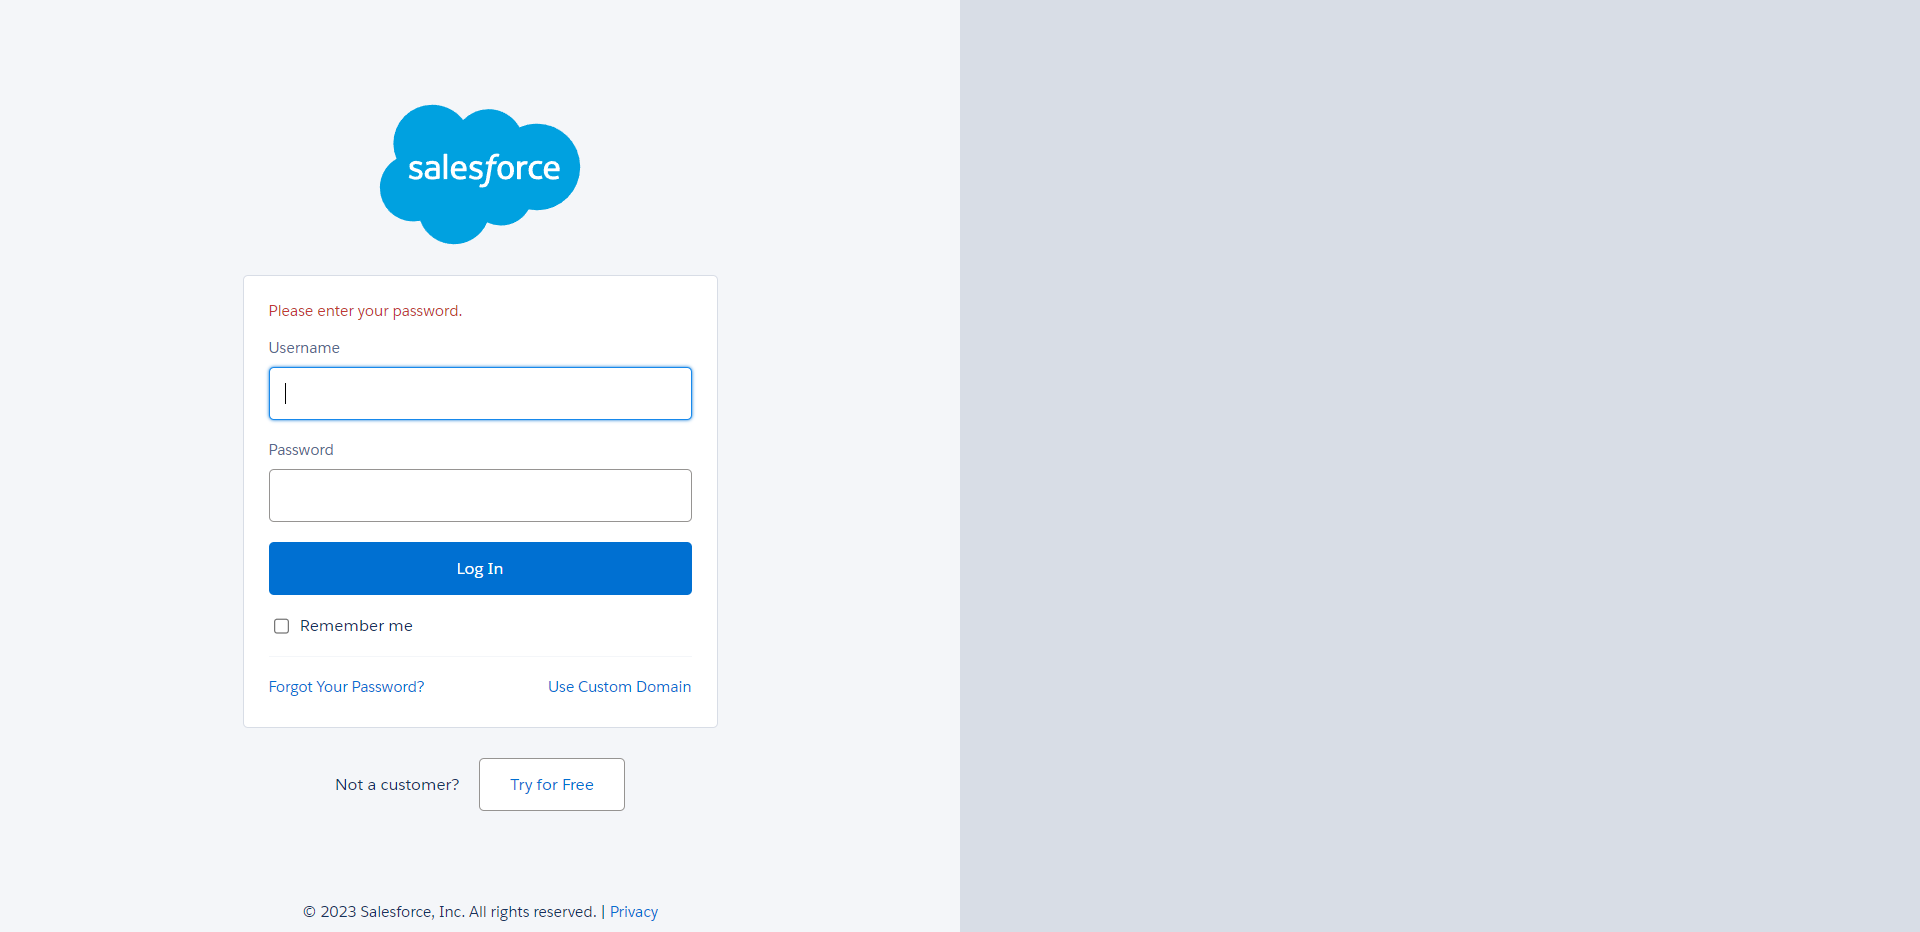 salesforce
Please enter your password.
Username
Password
Log In
Remember me
Forgot Your Password? Use Custom Domain
Not a customer? Try for Free
© 2023 Salesforce, Inc. All rights reserved. | Privacy